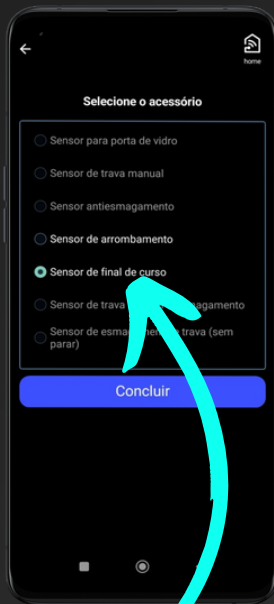 home
Selecione o acessório
Sensor para porta de vidro
Sensor de trava manual
Sensor antiesmagamento
Sensor de arrombamento
Sensor de final de curso
Sensor de trava
Sensor de trava (sem
parar)
Concluir